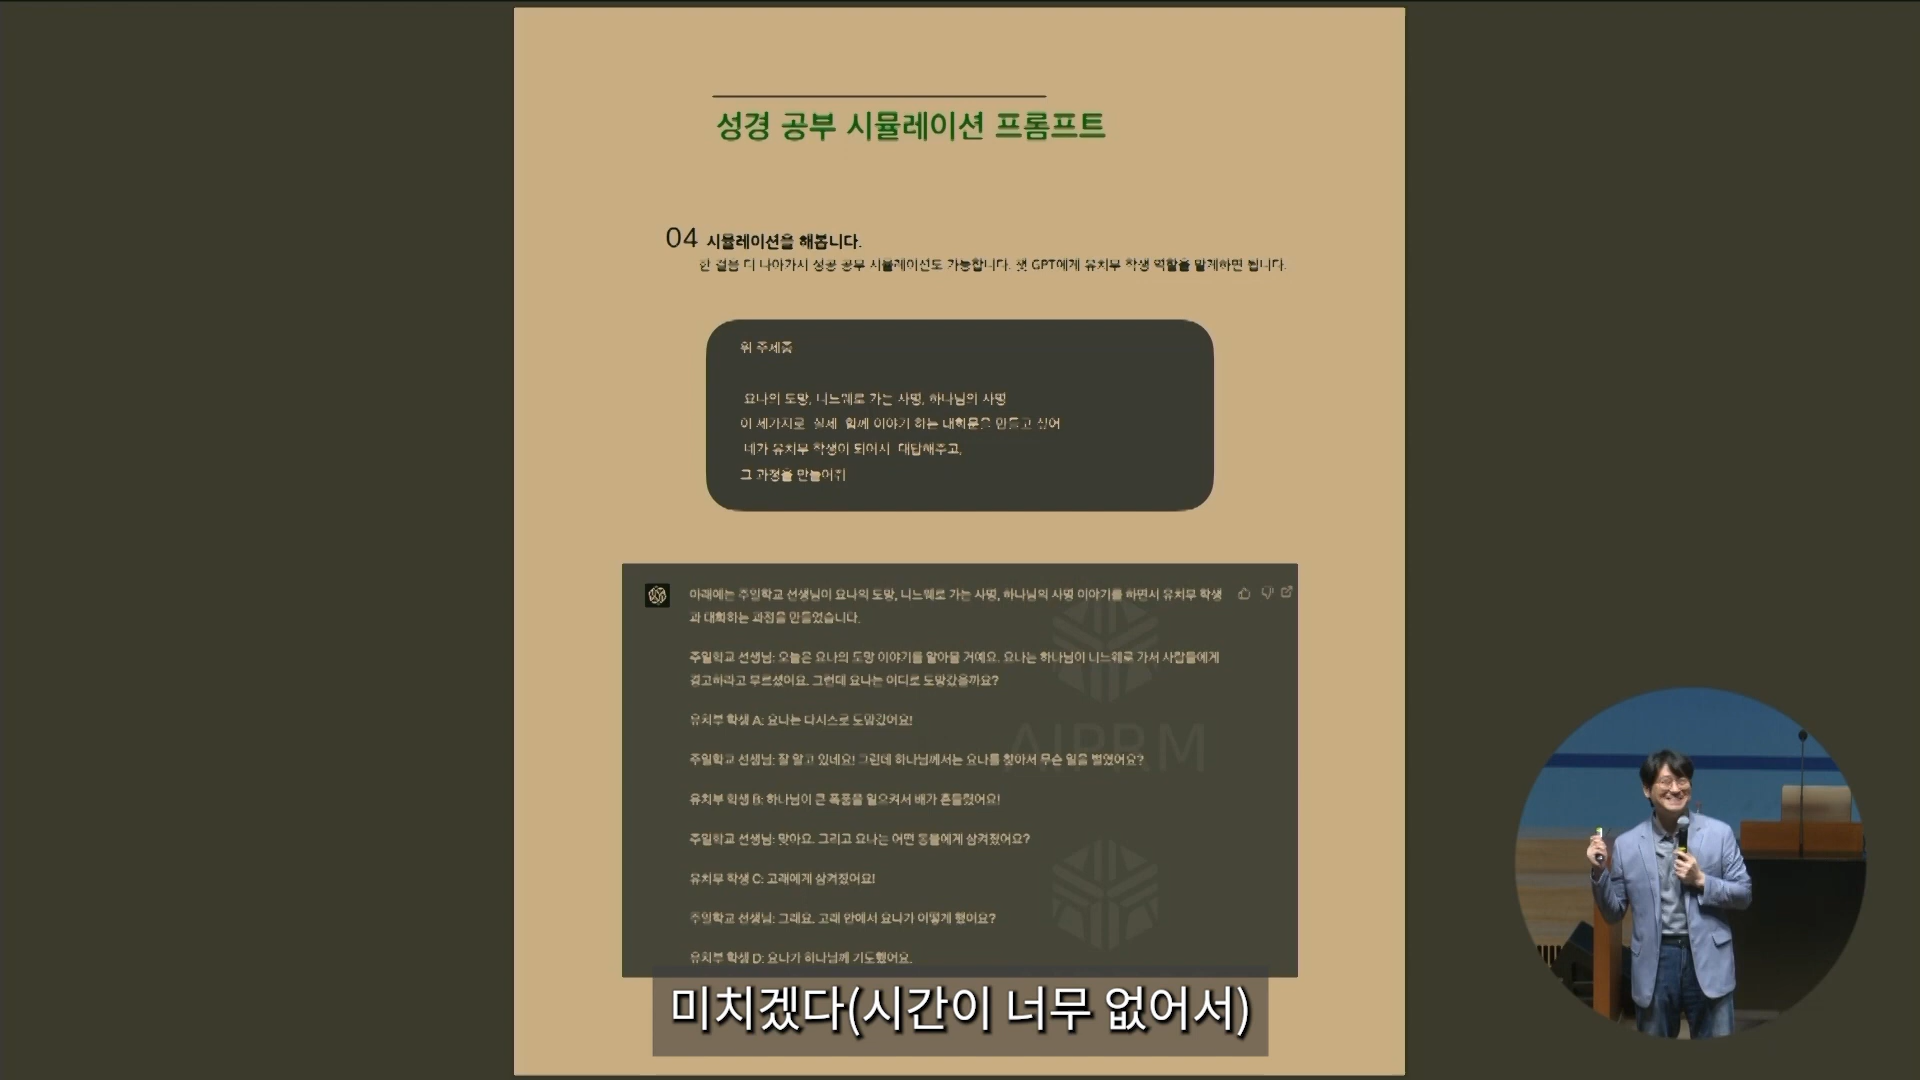 성경 공부 시뮬레이션 프롬프트
04 시뮬레이션을 해봅니다.
한 걸음 더 나아가서 성경 공부 시뮬레이션도 가능합니다. 챗 GPT에게 유치부 학생 역할을 맡게하면 됩니다.
위 주제중
요나의 도망, 니느웨로 가는 사명, 하나님의 사명
이 세가지로 실제 함께 이야기 하는 대화문을 만들고 싶어
네가 유치부 학생이 되어서 대답해주고,
그 과정을 만들어줘
아래에는 주일학교 선생님이 요나의 도망, 니느웨로 가는 사명, 하나님의 사명 이야기를 하면서 유치부 학생
과 대화하는 과정을 만들었습니다.
주일학교 선생님: 오늘은 요나의 도망 이야기를 알아볼 거예요. 요나는 하나님이 니느웨로 가서 사람들에게
경고하라고 부르셨어요. 그런데 요나는 어디로 도망갔을까요?
유치부 학생 A: 요나는 다시스로 도망갔어요!
주일학교 선생님: 잘 알고 있네요! 그런데 하나님께서는 요나를 찾아서 무슨 일을 벌였어요?
유치부 학생 B: 하나님이 큰 폭풍을 일으켜서 배가 흔들렸어요!
주일학교 선생님: 맞아요. 그리고 요나는 어떤 동물에게 삼켜졌어요?
유치부 학생 C: 고래에게 삼켜졌어요!
주일학교 선생님: 그래요. 고래 안에서 요나가 어떻게 했어요?
유치부 학생 D: 요나가 하나님께 기도했어요.
AIPRM
미치겠다(시간이 너무 없어서)